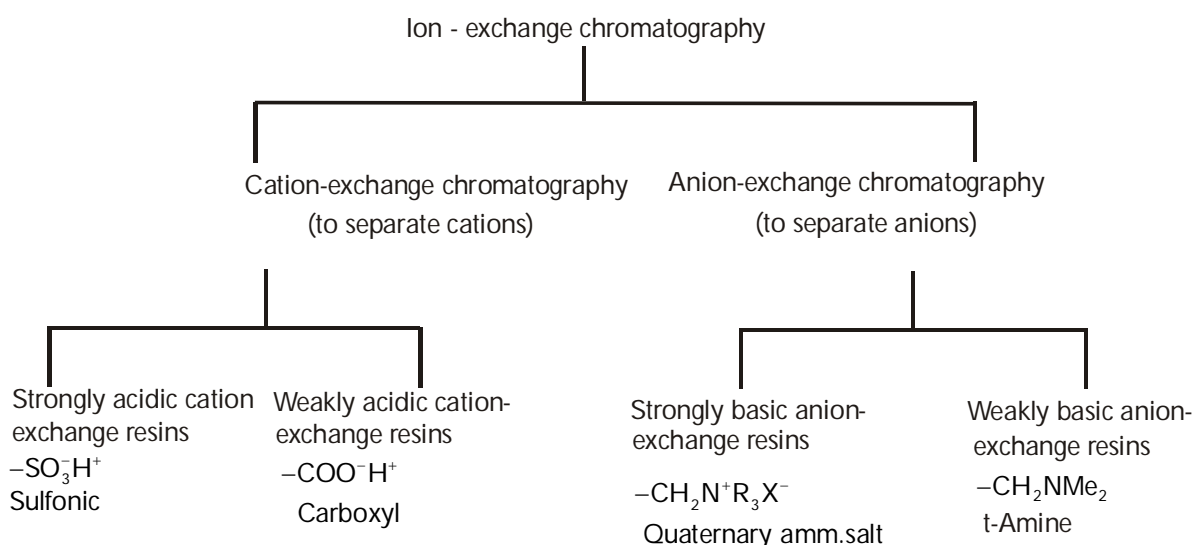 Ion - exchange chromatography
Cation-exchange chromatography
(to separate cations)
Anion-exchange chromatography
(to separate anions)
Strongly acidic cation
exchange resins
–SO₃⁻H⁺
Sulfonic
Weakly acidic cation-
exchange resins
–COO⁻H⁺
Carboxyl
Strongly basic anion-
exchange resins
–CH₂N⁺R₃X⁻
Quaternary amm.salt
Weakly basic anion-
exchange resins
–CH₂NMe₂
t-Amine